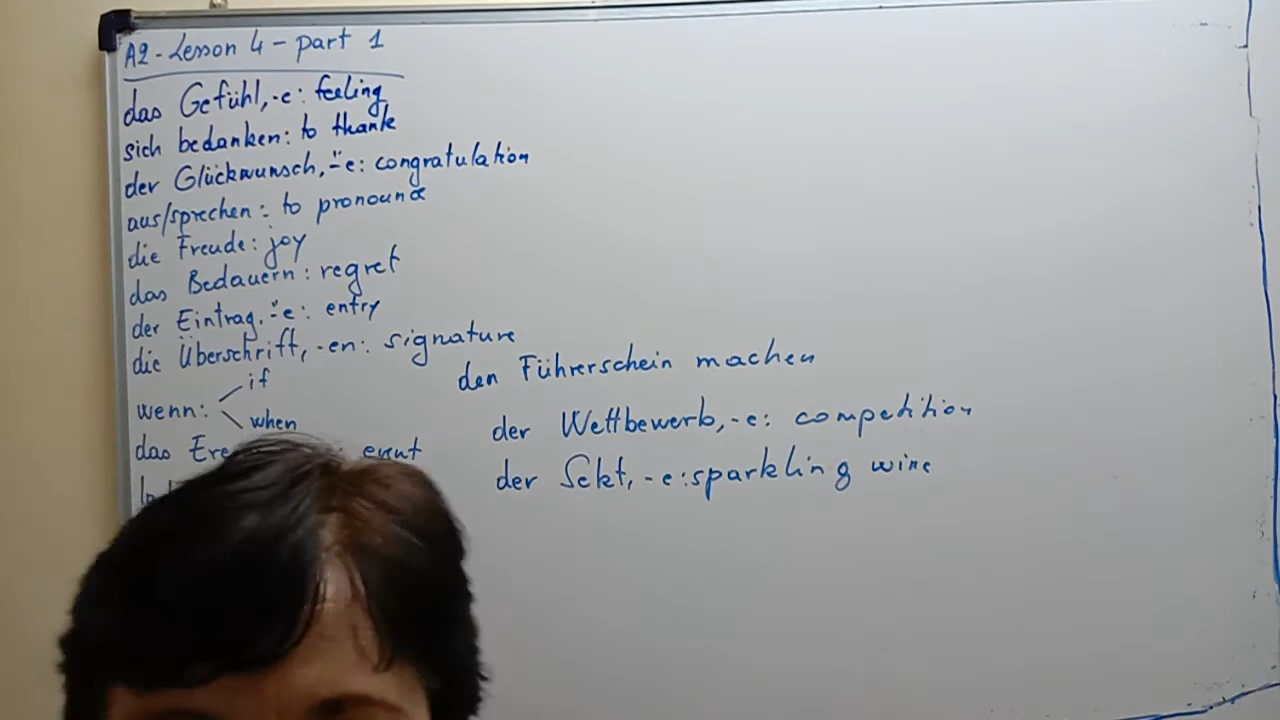 A2 - Lesson 4 - part 1
das Gefühl, -e: feeling
sich bedanken: to thank
der Glückwunsch, -̈e: congratulation
aus/sprechen: to pronounce
die Freude: joy
das Bedauern: regret
der Eintrag, -̈e: entry
die Überschrift, -en: signature
wenn: if
when
das : event
den Führerschein machen
der Wettbewerb, -e: competition
der Sekt, -e: sparkling wine